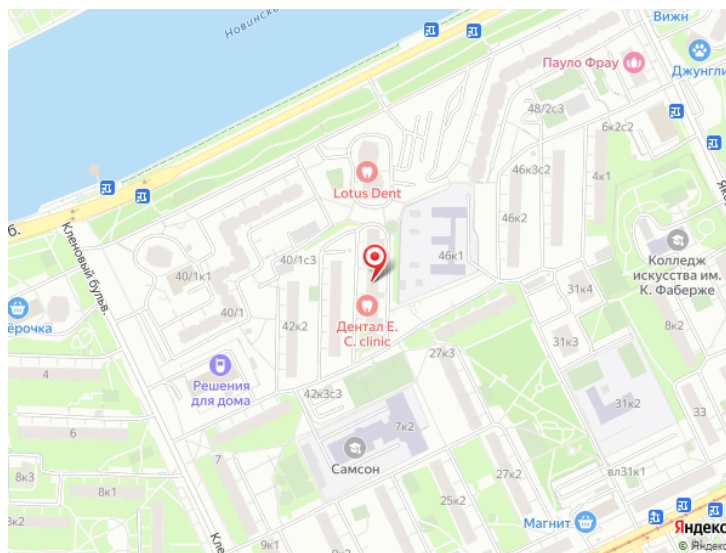 Новинск
Вижн
Пауло Фрау
Джунгли
48/2с3
6к2с2
Lotus Dent
46к3с2
4к1
46к2
б.
Кленовый бульв.
40/1с3
46к1
Колледж
искусства им.
К. Фаберже
40/1к1
31к4
ёрочка
40/1
42к2
Дентал Е.
С. clinic
8к2
31к3
27к3
4
Решения
для дома
42к3с3
31к2
33
6
7к2
7
Самсон
8к3
27к2
вл31к1
8к1
25к2
Магнит
Яндекс
9к1
© Яндекс